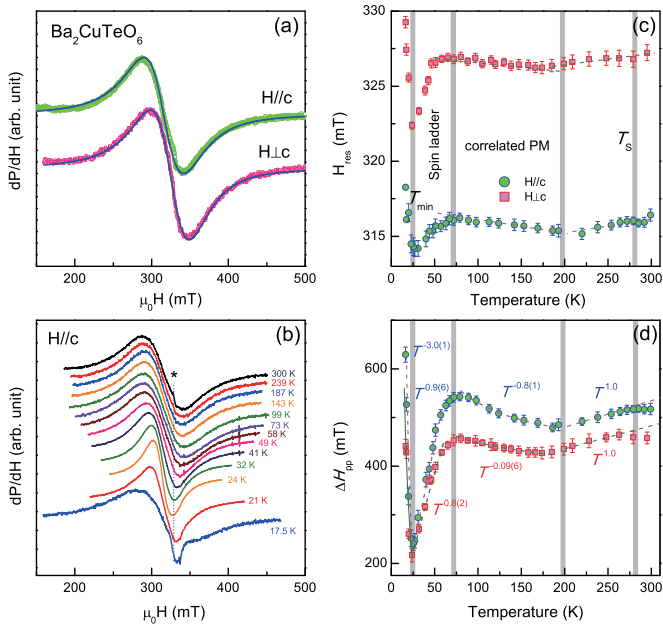 (a)
Ba2CuTeO6
H//c
H⊥c
dP/dH (arb. unit)
200 300 400 500
μ0H (mT)
(c)
330
325
320
315
Hres (mT)
Spin ladder
correlated PM
TS
H//c
H⊥c
Tmin
0 50 100 150 200 250 300
Temperature (K)
(b)
H//c
*
300 K
239 K
187 K
143 K
99 K
73 K
58 K
49 K
41 K
32 K
24 K
21 K
17.5 K
dP/dH (arb. unit)
200 300 400 500
μ0H (mT)
(d)
600
400
200
ΔHpp (mT)
T-3.0(1)
T-0.9(6)
T-0.8(1)
T1.0
T-0.09(6)
T1.0
T-0.8(2)
0 50 100 150 200 250 300
Temperature (K)